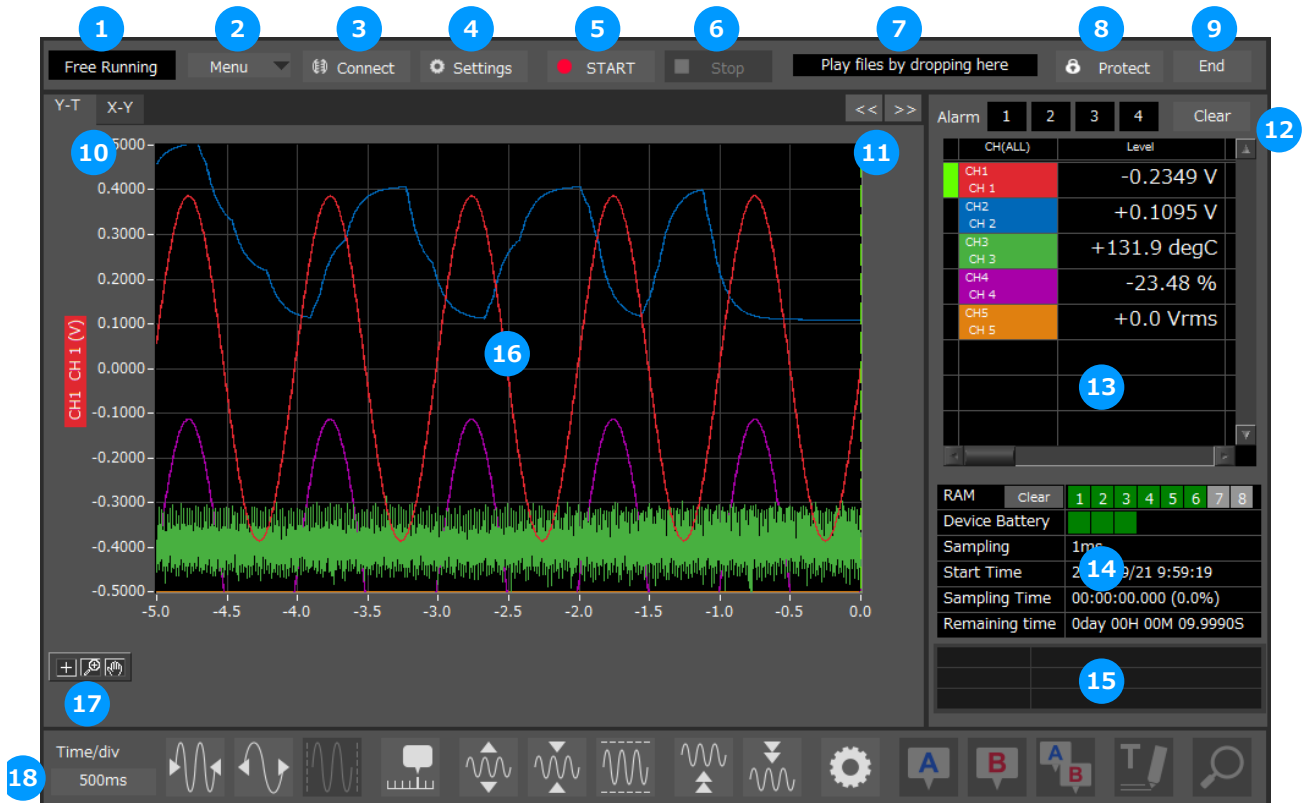 1 2 3 4 5 6 7 8 9
Free Running Menu Connect Settings START Stop Play files by dropping here Protect End
Y-T X-Y << >>
Alarm 1 2 3 4 Clear
10 11 12
CH(ALL) Level
CH1
CH 1 -0.2349 V
CH2
CH 2 +0.1095 V
CH3
CH 3 +131.9 degC
CH4
CH 4 -23.48 %
CH5
CH 5 +0.0 Vrms
13
5000
0.4000
0.3000
0.2000
0.1000
0.0000
-0.1000
-0.2000
-0.3000
-0.4000
-0.5000
CH1 CH 1 (V)
16
-5.0 -4.5 -4.0 -3.5 -3.0 -2.5 -2.0 -1.5 -1.0 -0.5 0.0
RAM Clear 1 2 3 4 5 6 7 8
Device Battery
Sampling 1ms
14
Start Time 9/21 9:59:19
Sampling Time 00:00:00.000 (0.0%)
Remaining time 0day 00H 00M 09.9990S
15
17
18
Time/div
500ms
A B A B T